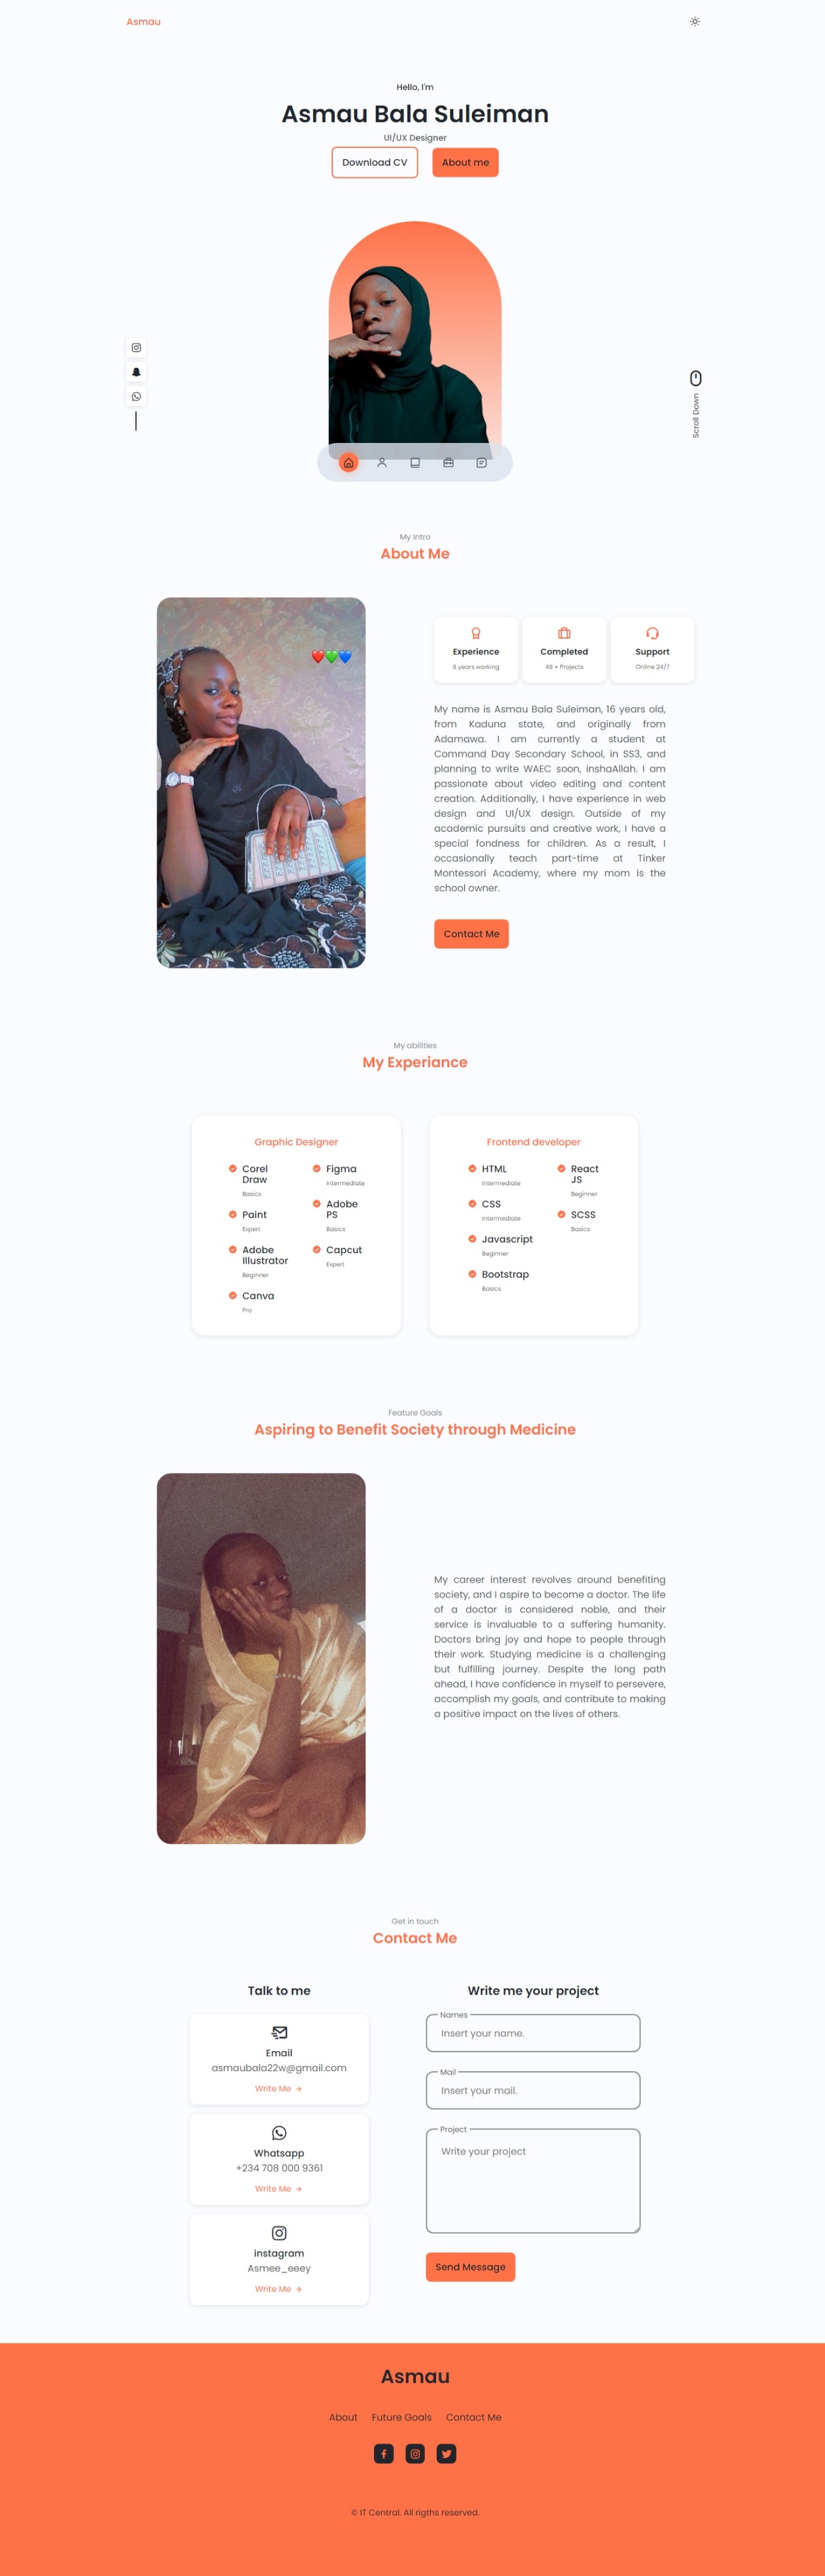 Asmau
Hello, I'm
Asmau Bala Suleiman
UI/UX Designer
Download CV
About me
Scroll Down
My Intro
About Me
Experience
8 years working
Completed
48 + Projects
Support
Online 24/7
My name is Asmau Bala Suleiman, 16 years old,
from Kaduna state, and originally from
Adamawa. I am currently a student at
Command Day Secondary School, in SS3, and
planning to write WAEC soon, inshaAllah. I am
passionate about video editing and content
creation. Additionally, I have experience in web
design and UI/UX design. Outside of my
academic pursuits and creative work, I have a
special fondness for children. As a result, I
occasionally teach part-time at Tinker
Montessori Academy, where my mom is the
school owner.
Contact Me
My abilities
My Experiance
Graphic Designer
Corel
Draw
Basics
Paint
Expert
Adobe
Illustrator
Beginner
Canva
Pro
Figma
Intermediate
Adobe
PS
Basics
Capcut
Expert
Frontend developer
HTML
Intermediate
CSS
Intermediate
Javascript
Beginner
Bootstrap
Basics
React
JS
Beginner
SCSS
Basics
Feature Goals
Aspiring to Benefit Society through Medicine
My career interest revolves around benefiting
society, and I aspire to become a doctor. The life
of a doctor is considered noble, and their
service is invaluable to a suffering humanity.
Doctors bring joy and hope to people through
their work. Studying medicine is a challenging
but fulfilling journey. Despite the long path
ahead, I have confidence in myself to persevere,
accomplish my goals, and contribute to making
a positive impact on the lives of others.
Get in touch
Contact Me
Talk to me
Email
asmaubala22w@gmail.com
Write Me
Whatsapp
+234 708 000 9361
Write Me
instagram
Asmee_eeey
Write Me
Write me your project
Names
Insert your name.
Mail
Insert your mail.
Project
Write your project
Send Message
Asmau
About
Future Goals
Contact Me
© IT Central. All rigths reserved.